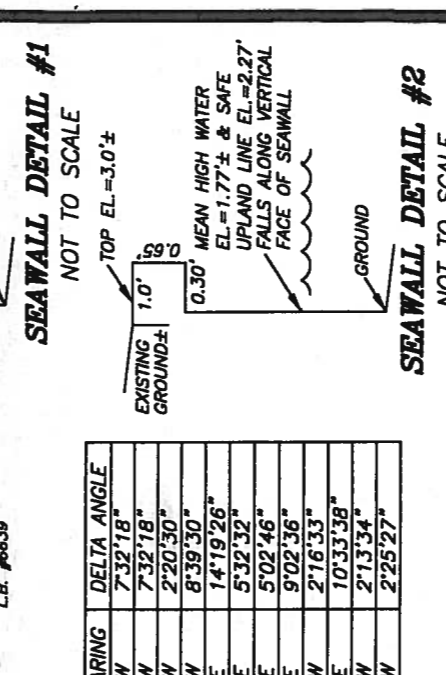 L.B. #6839
SEAWALL DETAIL #1
NOT TO SCALE
TOP EL.=3.0'±
1.0'
0.65'
0.30'
EXISTING
GROUND±
MEAN HIGH WATER
EL.=1.77'± & SAFE
UPLAND LINE EL.=2.27'
FALLS ALONG VERTICAL
FACE OF SEAWALL
GROUND
SEAWALL DETAIL #2
NOT TO SCALE
ARING DELTA ANGLE
W 7°32'18"
W 7°32'18"
W 2°20'30"
W 8°39'30"
E 14°19'26"
E 5°32'32"
E 5°02'46"
E 9°02'36"
W 2°16'33"
E 10°33'38"
W 2°13'34"
W 2°25'27"